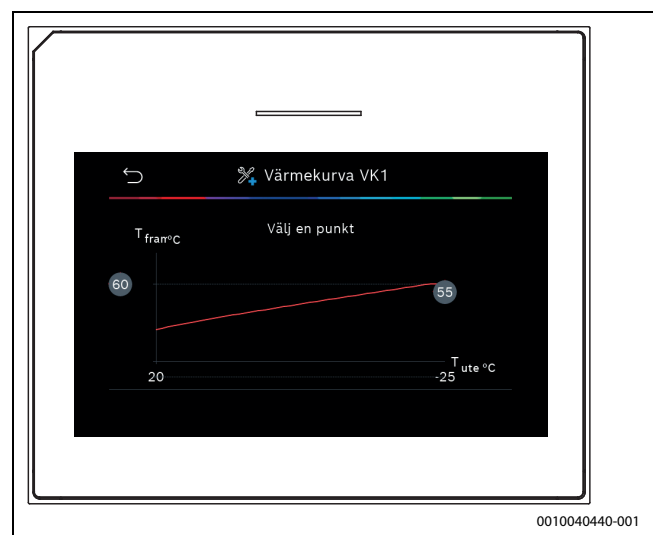 Värmekurva VK1
Välj en punkt
T fram°C
60
55
T ute °C
20
-25
0010040440-001